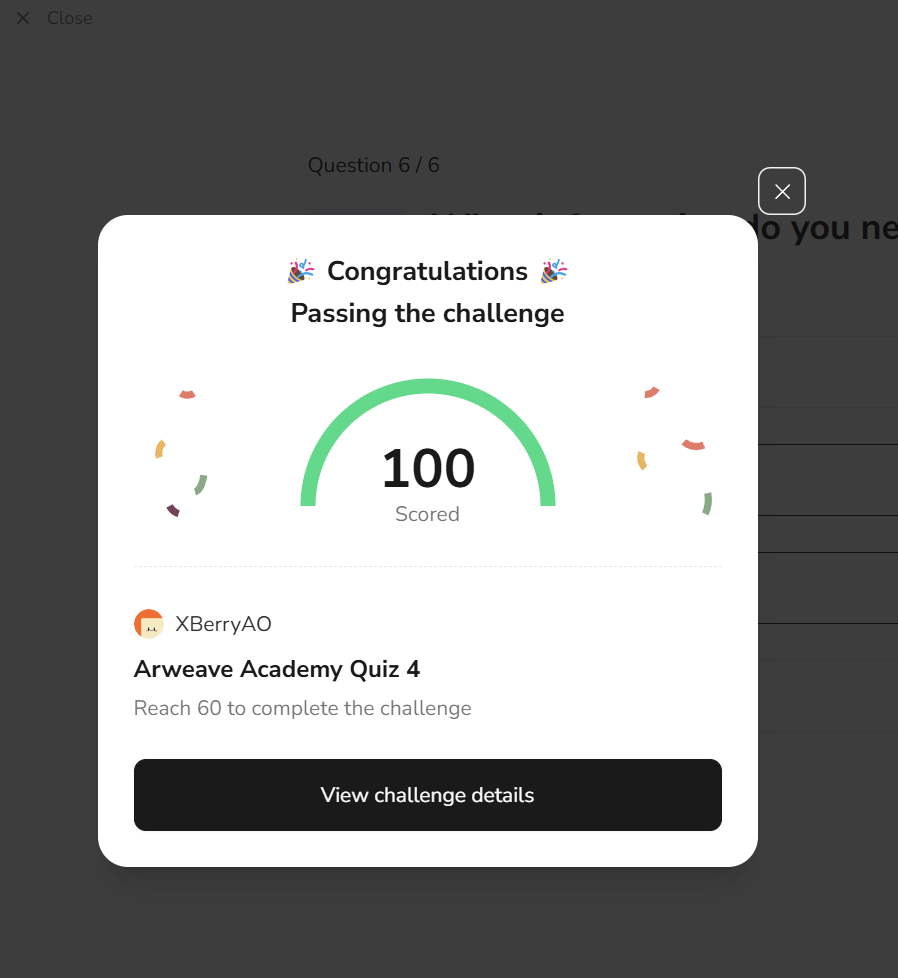 Close
Question 6 / 6
do you ne
🎉 Congratulations 🎉
Passing the challenge
100
Scored
XBerryAO
Arweave Academy Quiz 4
Reach 60 to complete the challenge
View challenge details